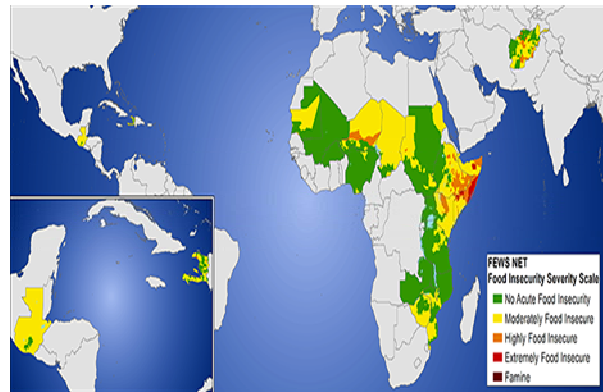 FEWS NET
Food Insecurity Severity Scale
No Acute Food Insecurity
Moderately Food Insecure
Highly Food Insecure
Extremely Food Insecure
Famine